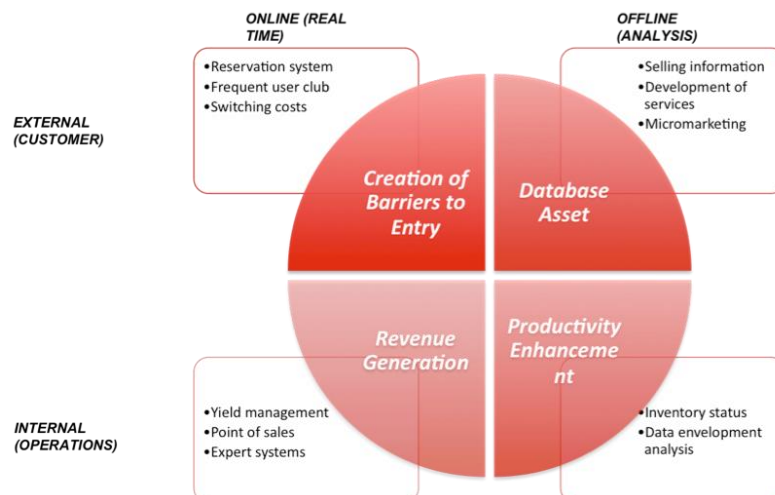 ONLINE (REAL
TIME)
OFFLINE
(ANALYSIS)
EXTERNAL
(CUSTOMER)
•Reservation system
•Frequent user club
•Switching costs
•Selling information
•Development of
services
•Micromarketing
Creation of
Barriers to
Entry
Database
Asset
Revenue
Generation
Productivity
Enhanceme
nt
INTERNAL
(OPERATIONS)
•Yield management
•Point of sales
•Expert systems
•Inventory status
•Data envelopment
analysis